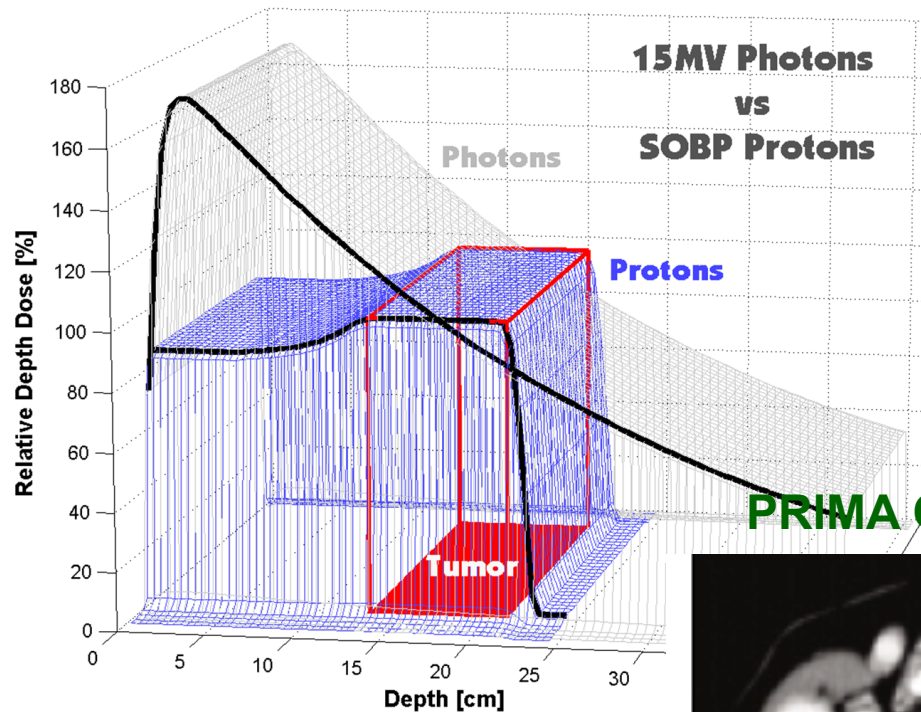 15MV Photons
vs
SOBP Protons
Photons
Protons
Tumor
Relative Depth Dose [%]
180
160
140
120
100
80
60
40
20
0
0
5
10
15
20
25
30
Depth [cm]
PRIMA